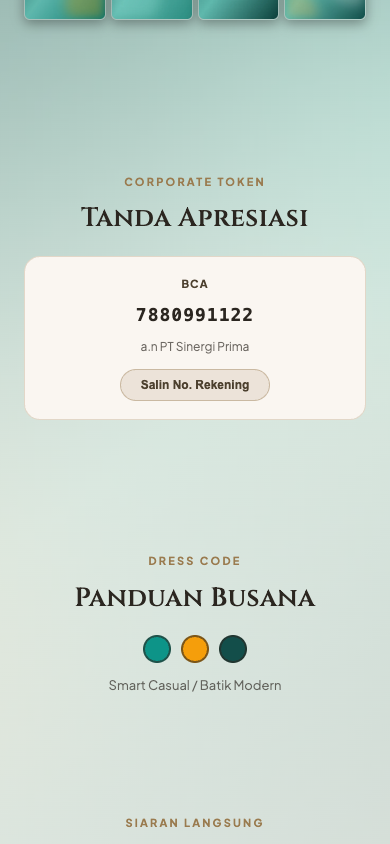 CORPORATE TOKEN
Tanda Apresiasi
BCA
7880991122
a.n PT Sinergi Prima
Salin No. Rekening
DRESS CODE
Panduan Busana
Smart Casual / Batik Modern
SIARAN LANGSUNG